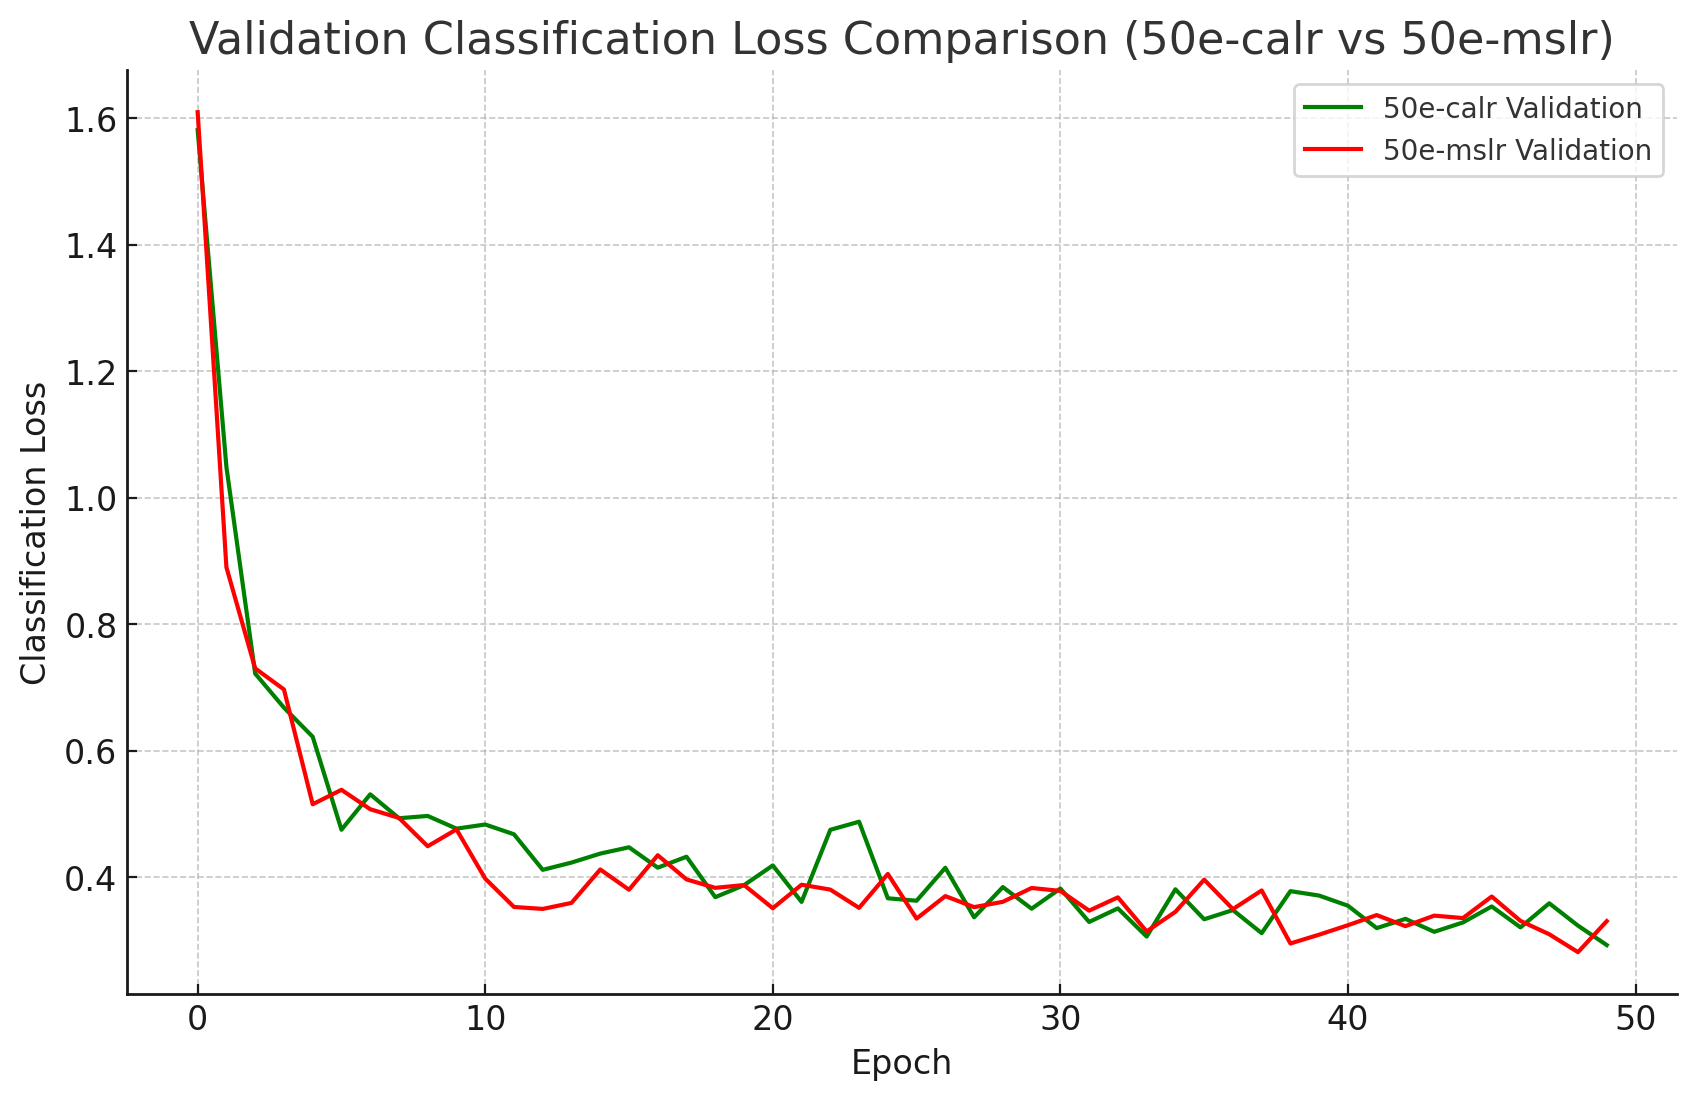 Validation Classification Loss Comparison (50e-calr vs 50e-mslr)
50e-calr Validation
50e-mslr Validation
Classification Loss
1.6
1.4
1.2
1.0
0.8
0.6
0.4
0 10 20 30 40 50
Epoch